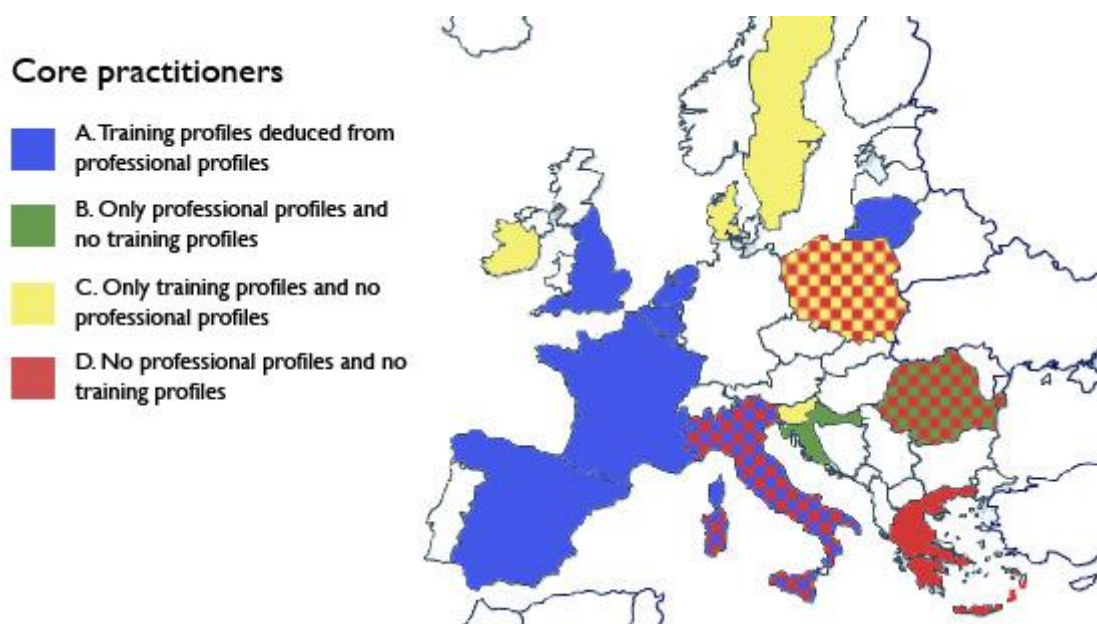 Core practitioners
A. Training profiles deduced from
professional profiles
B. Only professional profiles and
no training profiles
C. Only training profiles and no
professional profiles
D. No professional profiles and no
training profiles